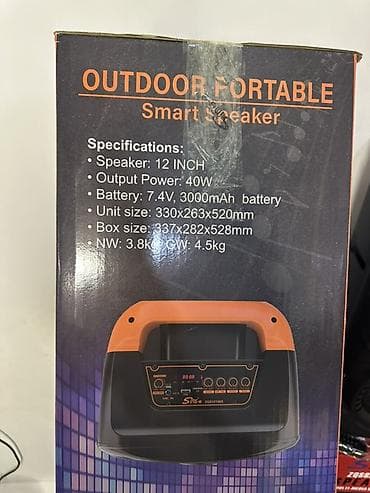 OUTDOOR PORTABLE
Smart Speaker
Specifications:
• Speaker: 12 INCH
• Output Power: 40W
• Battery: 7.4V, 3000mAh battery
• Unit size: 330x263x520mm
• Box size: 337x282x528mm
• NW: 3.8kg GW: 4.5kg